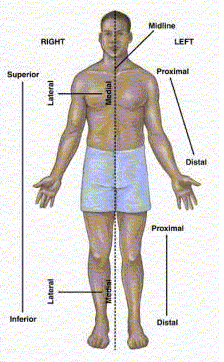 Midline
RIGHT
LEFT
Superior
Proximal
Lateral
Medial
Distal
Proximal
Lateral
Medial
Inferior
Distal